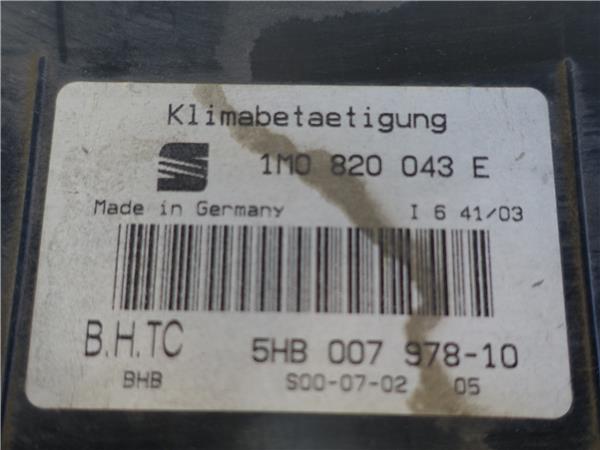 Klimabetaetigung
1M0 820 043 E
Made in Germany I 6 41/03
B.H.TC 5HB 007 978-10
BHB S00-07-02 05